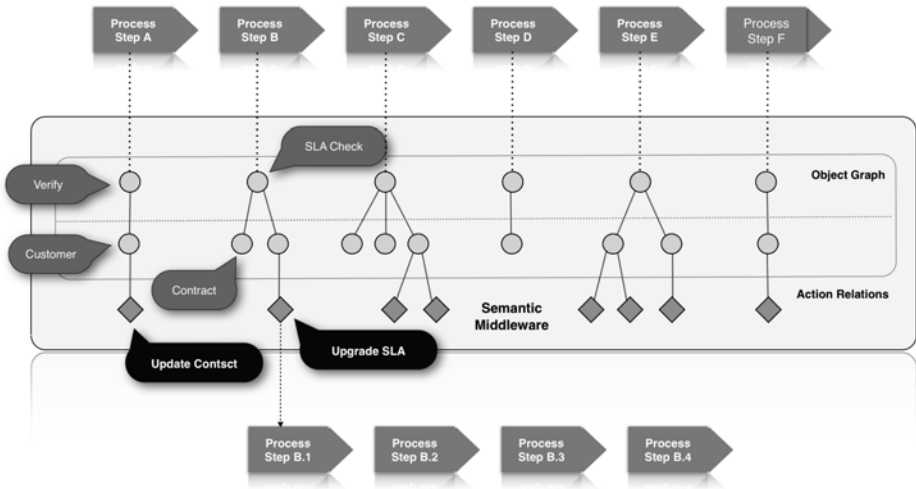 Process
Step A
Process
Step B
Process
Step C
Process
Step D
Process
Step E
Process
Step F
SLA Check
Verify
Object Graph
Customer
Contract
Action Relations
Semantic
Middleware
Update Contsct
Upgrade SLA
Process
Step B.1
Process
Step B.2
Process
Step B.3
Process
Step B.4